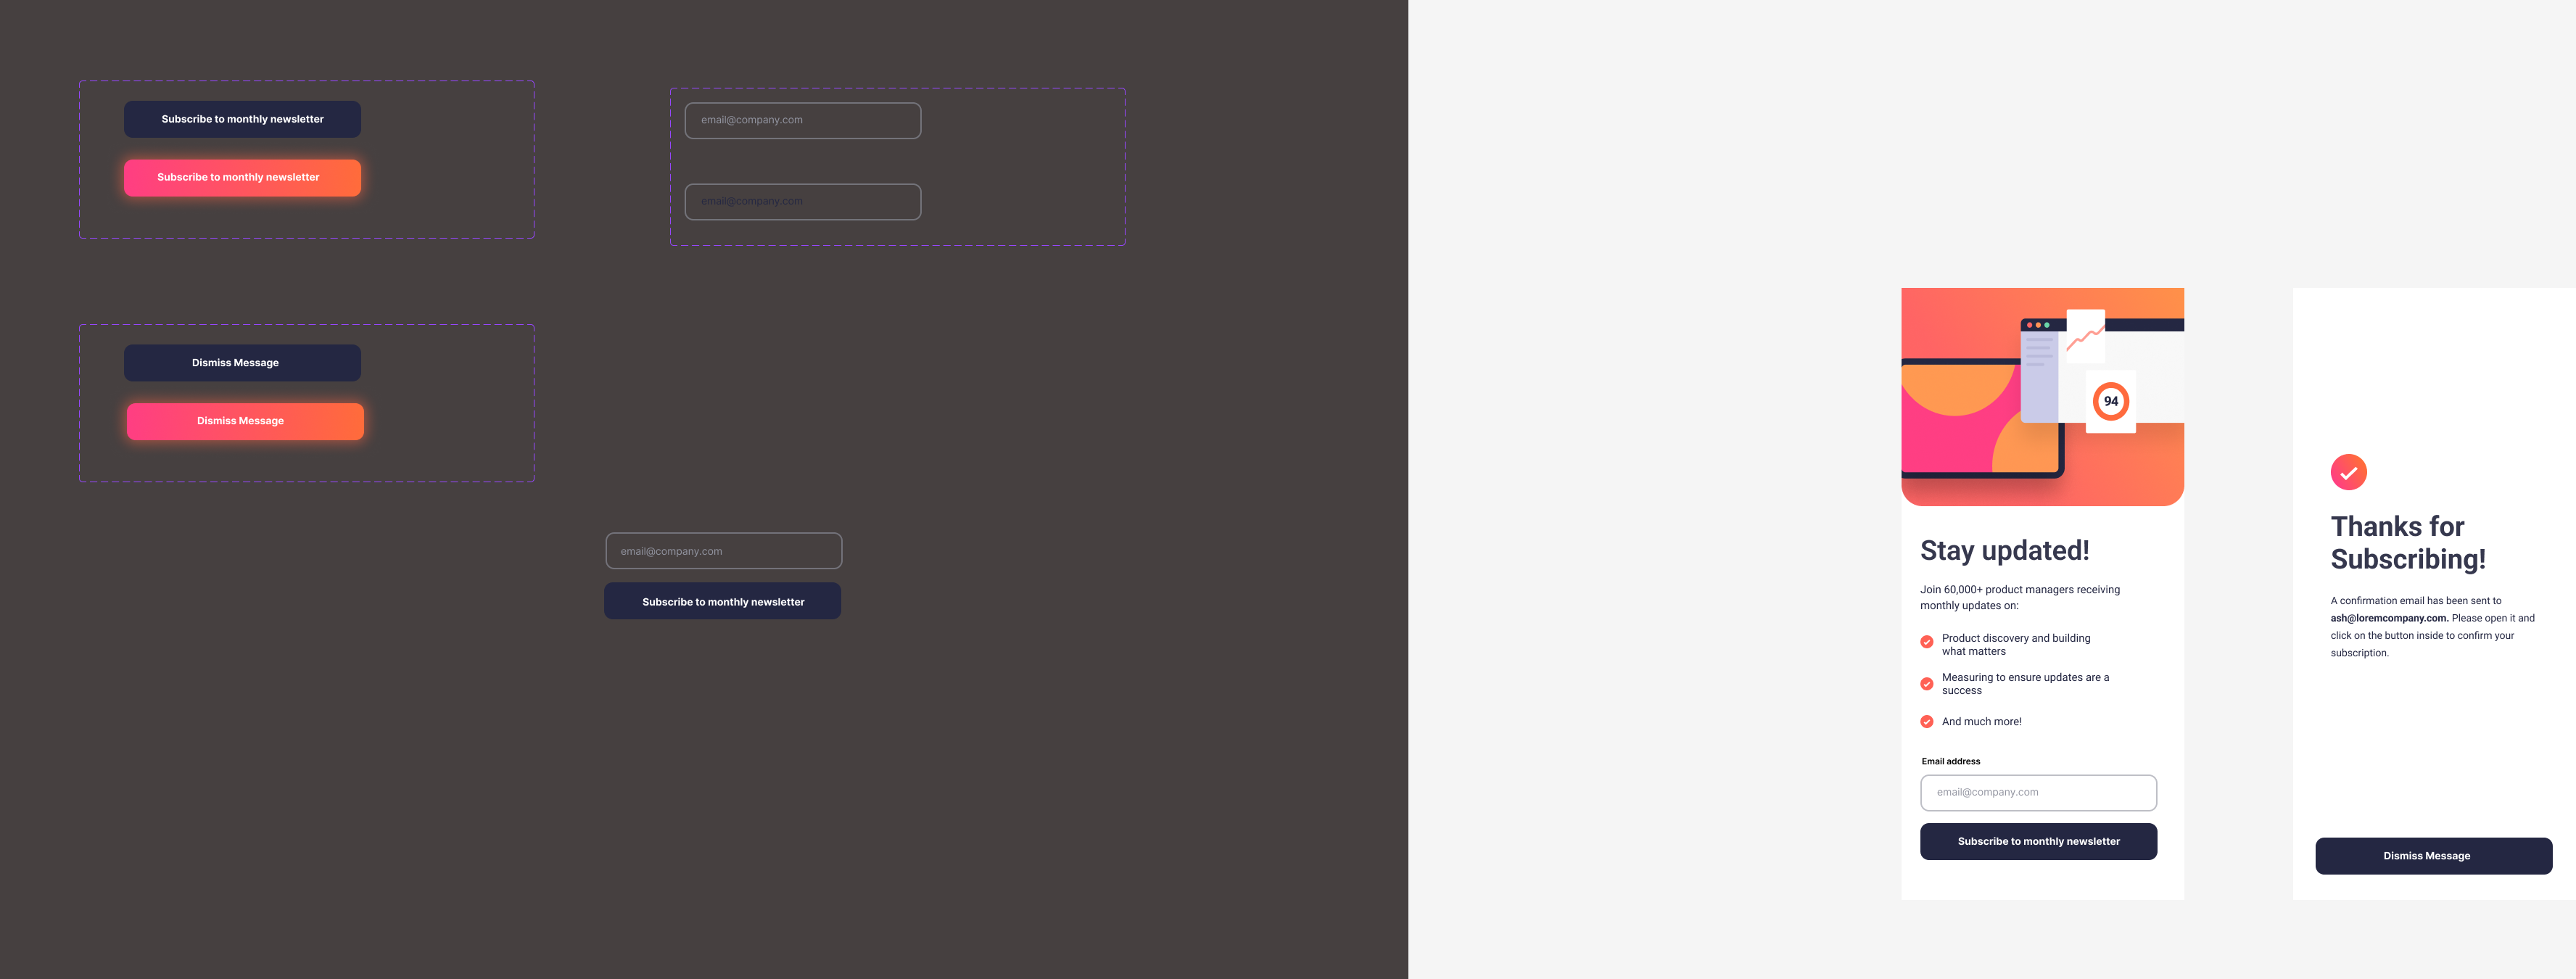 Subscribe to monthly newsletter
Subscribe to monthly newsletter
email@company.com
email@company.com
Dismiss Message
Dismiss Message
email@company.com
Subscribe to monthly newsletter
94
Stay updated!
Join 60,000+ product managers receiving
monthly updates on:
Product discovery and building
what matters
Measuring to ensure updates are a
success
And much more!
Email address
email@company.com
Subscribe to monthly newsletter
Thanks for
Subscribing!
A confirmation email has been sent to
ash@loremcompany.com. Please open it and
click on the button inside to confirm your
subscription.
Dismiss Message